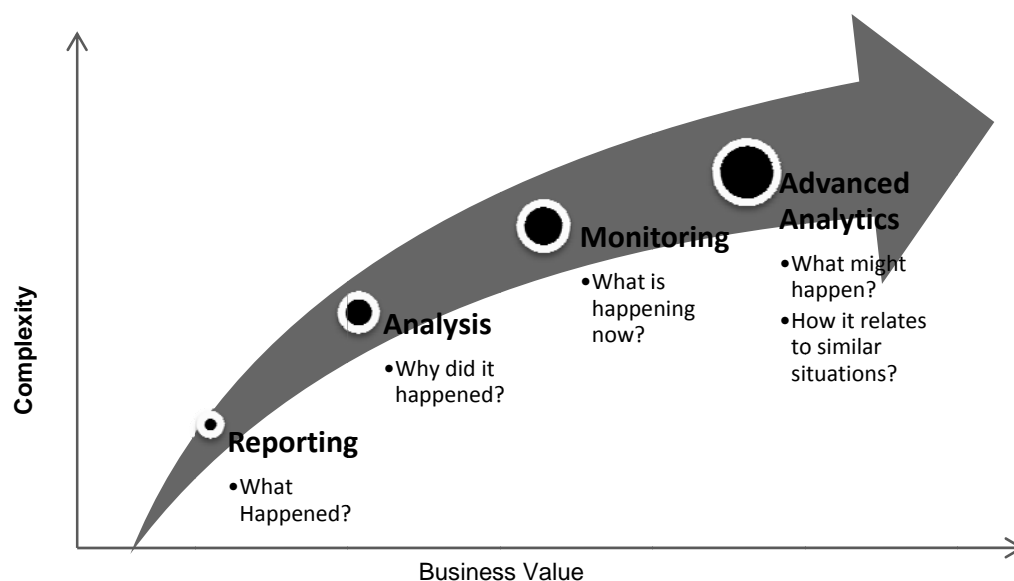 Complexity
Advanced
Analytics
•What might
happen?
•How it relates
to similar
situations?
Monitoring
•What is
happening
now?
Analysis
•Why did it
happened?
Reporting
•What
Happened?
Business Value